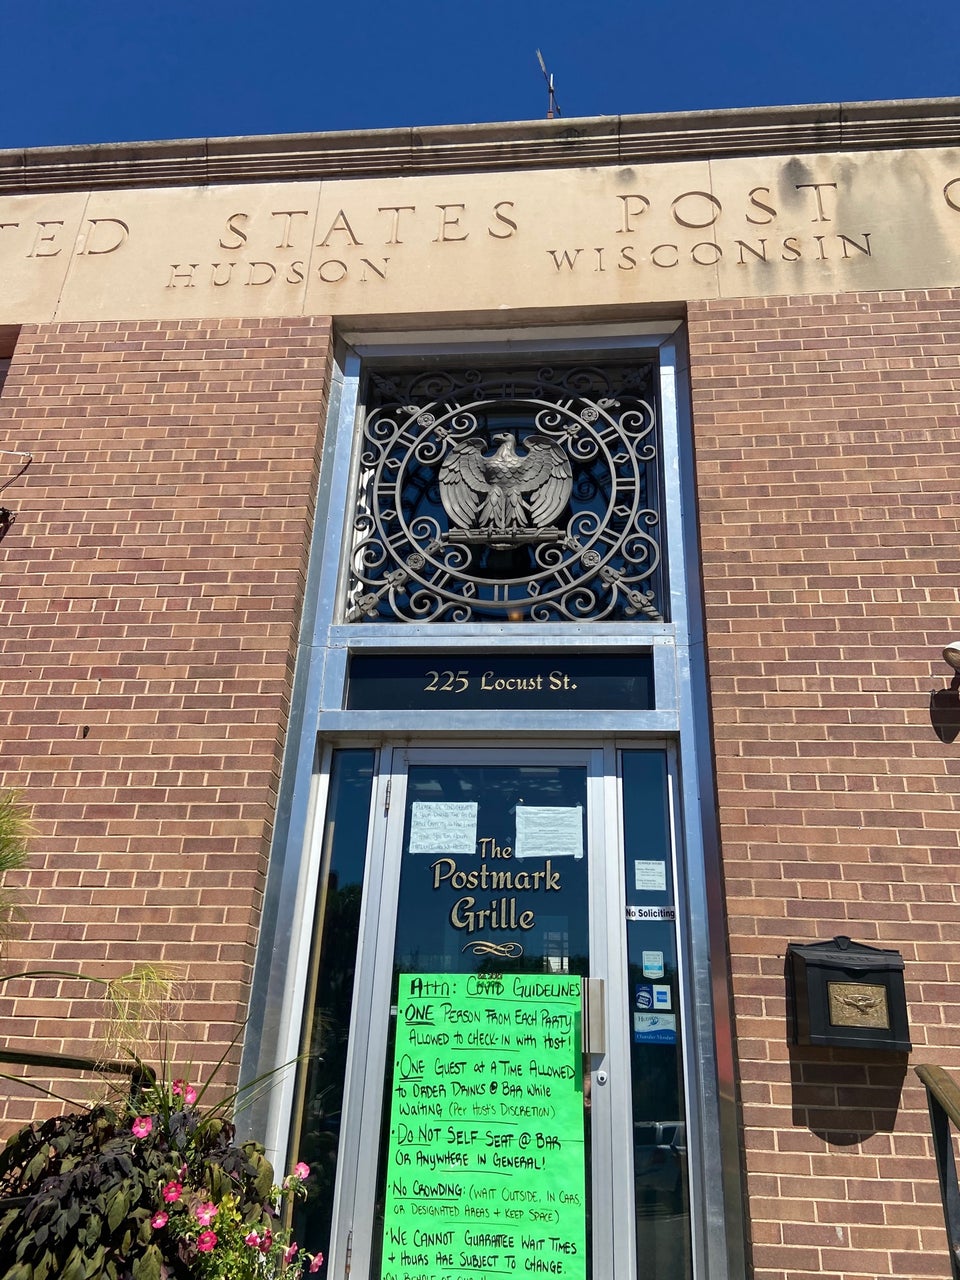 TED STATES POST
HUDSON WISCONSIN
225 Locust St.
The
Postmark
Grille
No Soliciting
Attn: COVID GUIDELINES
ONE PERSON FROM EACH PARTY
ALLOWED TO CHECK-IN WITH HOST!
• ONE GUEST at A TIME ALLOWED
to ORDER DRINKS @ BAR WHILE
WAITING (PER HOST'S DISCRETION)
• DO NOT SELF SEAT @ BAR
OR ANYWHERE IN GENERAL!
• NO CROWDING: (WAIT OUTSIDE, IN CARS,
OR DESIGNATED AREAS + KEEP SPACE)
• WE CANNOT GUARATEE WAIT TIMES
+ HOURS ARE SUBJECT TO CHANGE.